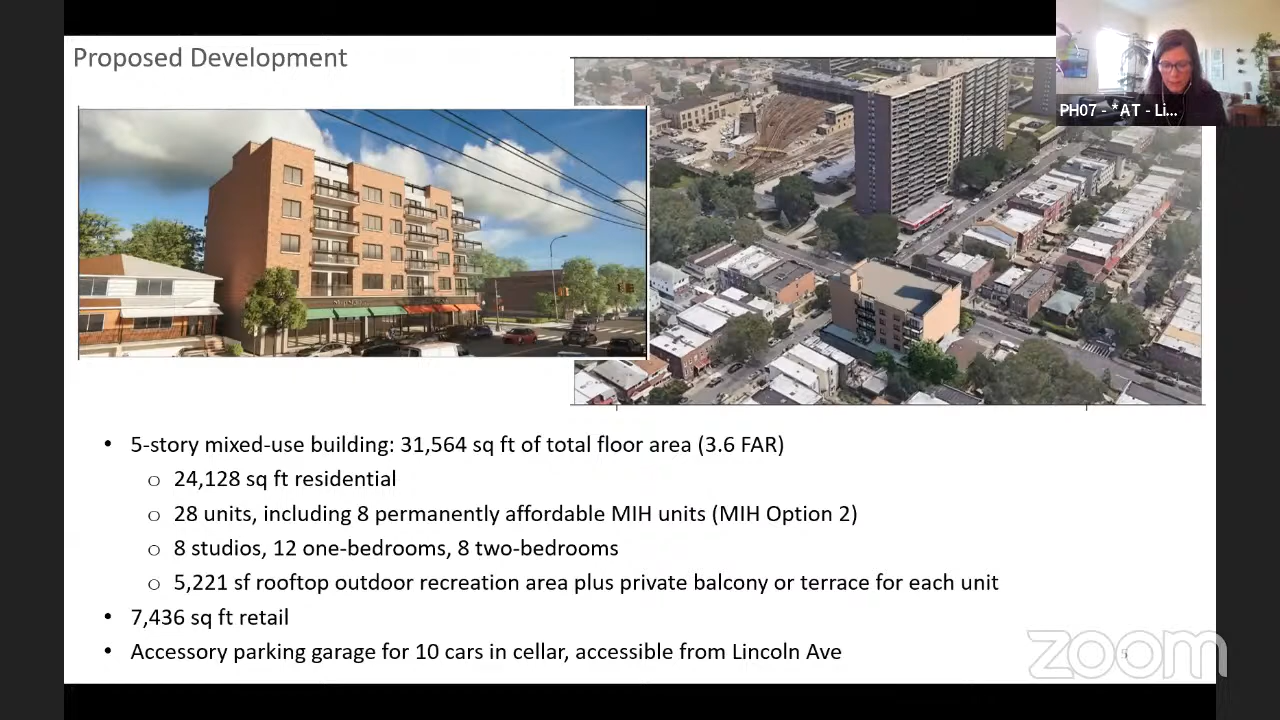 Proposed Development
PH07 - *AT - Li...
• 5-story mixed-use building: 31,564 sq ft of total floor area (3.6 FAR)
o 24,128 sq ft residential
o 28 units, including 8 permanently affordable MIH units (MIH Option 2)
o 8 studios, 12 one-bedrooms, 8 two-bedrooms
o 5,221 sf rooftop outdoor recreation area plus private balcony or terrace for each unit
• 7,436 sq ft retail
• Accessory parking garage for 10 cars in cellar, accessible from Lincoln Ave
zoom
5